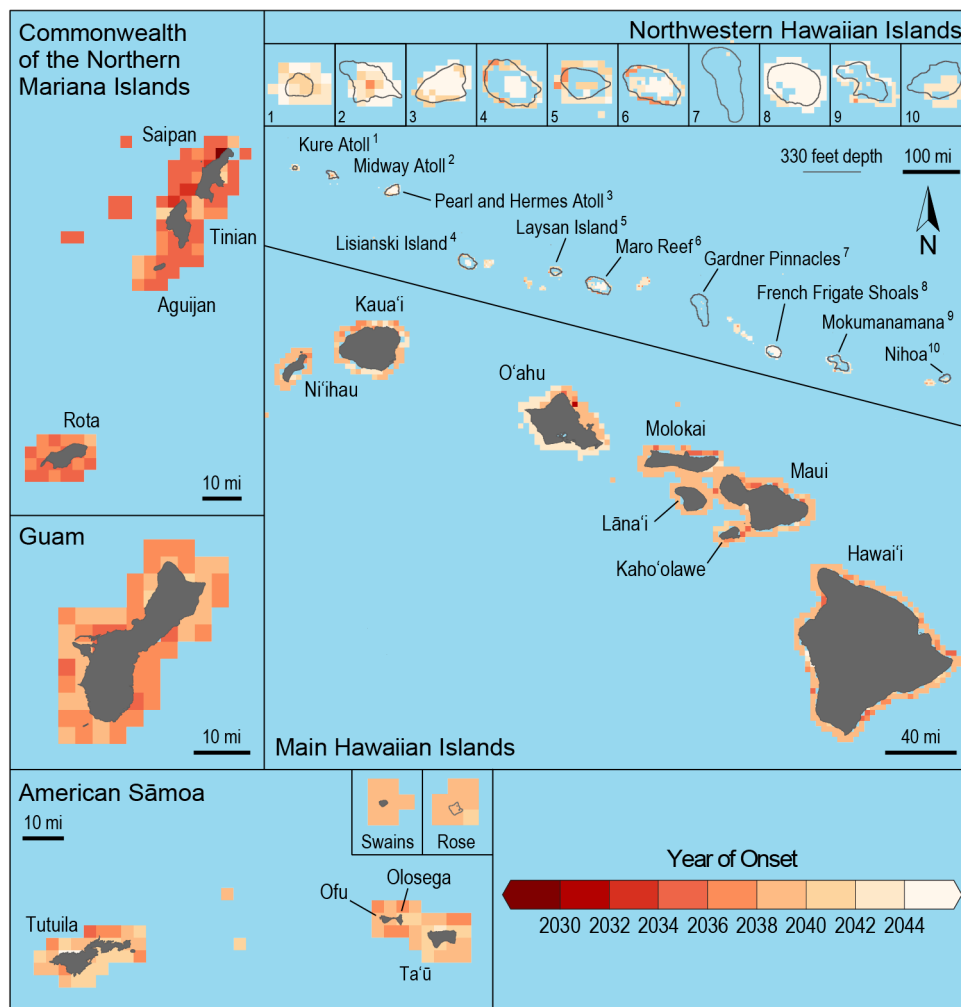 Commonwealth
of the Northern
Mariana Islands
Saipan
Tinian
Aguijan
Rota
10 mi
Northwestern Hawaiian Islands
1
2
3
4
5
6
7
8
9
10
Kure Atoll 1
Midway Atoll 2
Pearl and Hermes Atoll 3
Lisianski Island 4
Laysan Island 5
Maro Reef 6
Gardner Pinnacles 7
French Frigate Shoals 8
Mokumanamana 9
Nihoa 10
330 feet depth
100 mi
N
Guam
10 mi
Kauaʻi
Niʻihau
Oʻahu
Molokai
Maui
Lānaʻi
Kahoʻolawe
Hawaiʻi
Main Hawaiian Islands
40 mi
American Sāmoa
10 mi
Swains
Rose
Tutuila
Ofu
Olosega
Taʻū
Year of Onset
2030 2032 2034 2036 2038 2040 2042 2044